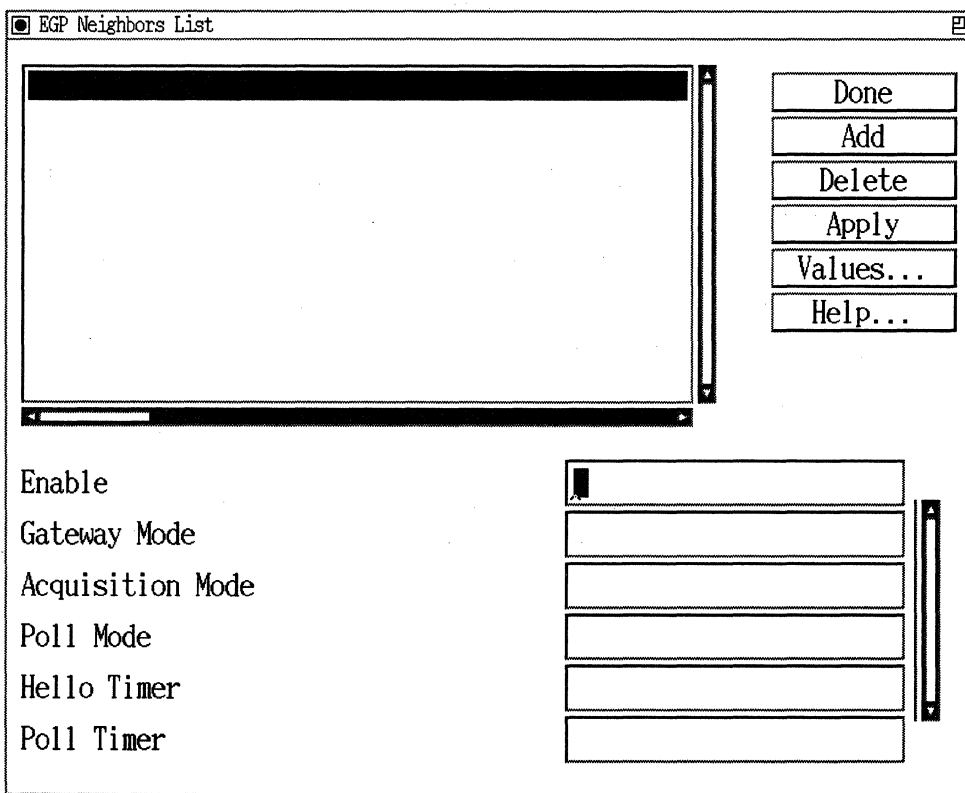 EGP Neighbors List
Done
Add
Delete
Apply
Values...
Help...
Enable
Gateway Mode
Acquisition Mode
Poll Mode
Hello Timer
Poll Timer